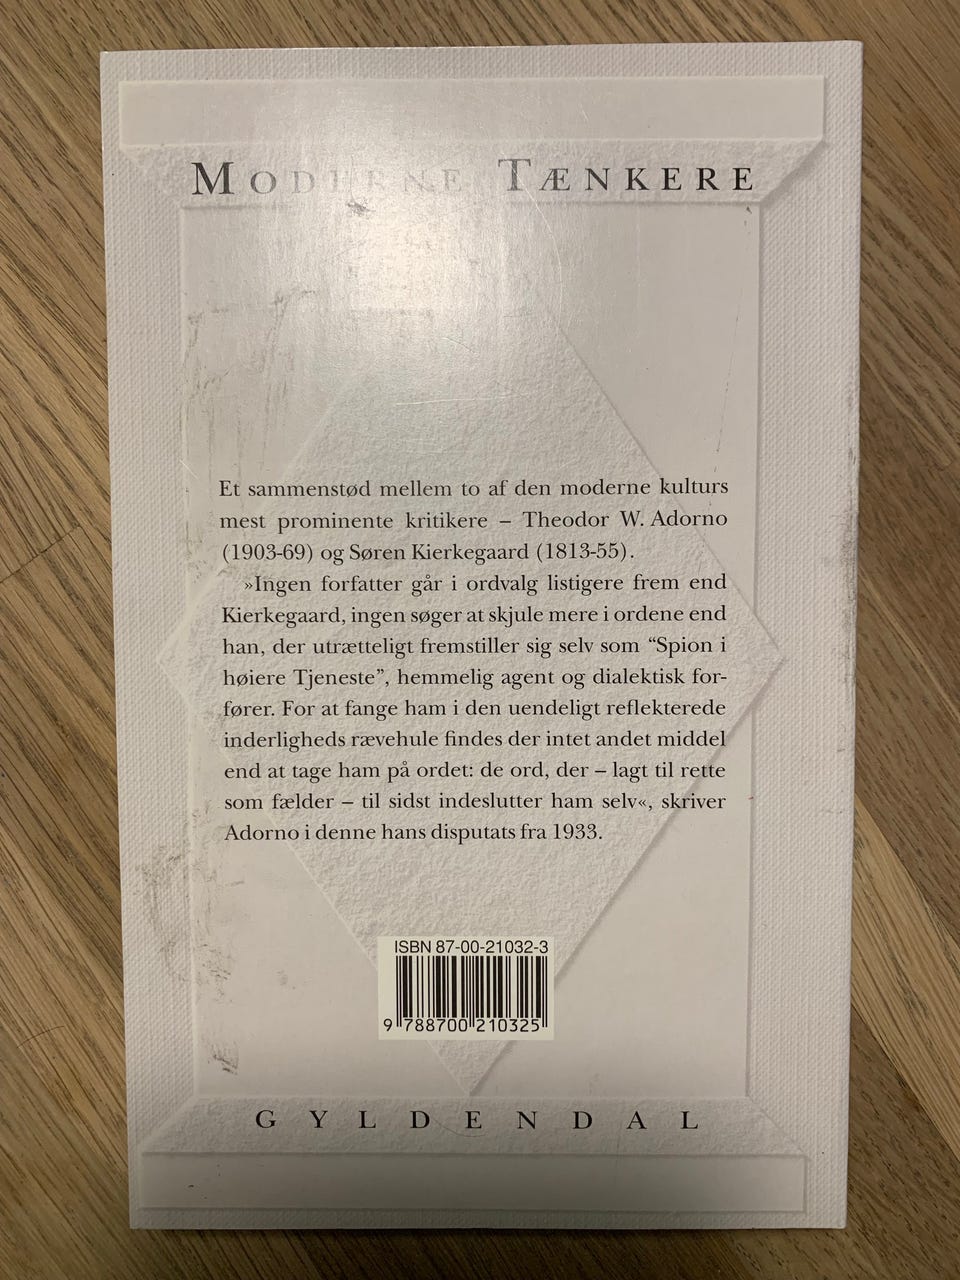 MODERNE TÆNKERE
Et sammenstød mellem to af den moderne kulturs
mest prominente kritikere – Theodor W. Adorno
(1903-69) og Søren Kierkegaard (1813-55).
»Ingen forfatter går i ordvalg listigere frem end
Kierkegaard, ingen søger at skjule mere i ordene end
han, der utrætteligt fremstiller sig selv som “Spion i
høiere Tjeneste”, hemmelig agent og dialektisk for-
fører. For at fange ham i den uendeligt reflekterede
inderligheds rævehule findes der intet andet middel
end at tage ham på ordet: de ord, der – lagt til rette
som fælder – til sidst indeslutter ham selv«, skriver
Adorno i denne hans disputats fra 1933.
ISBN 87-00-21032-3
9 788700 210325
GYLDENDAL